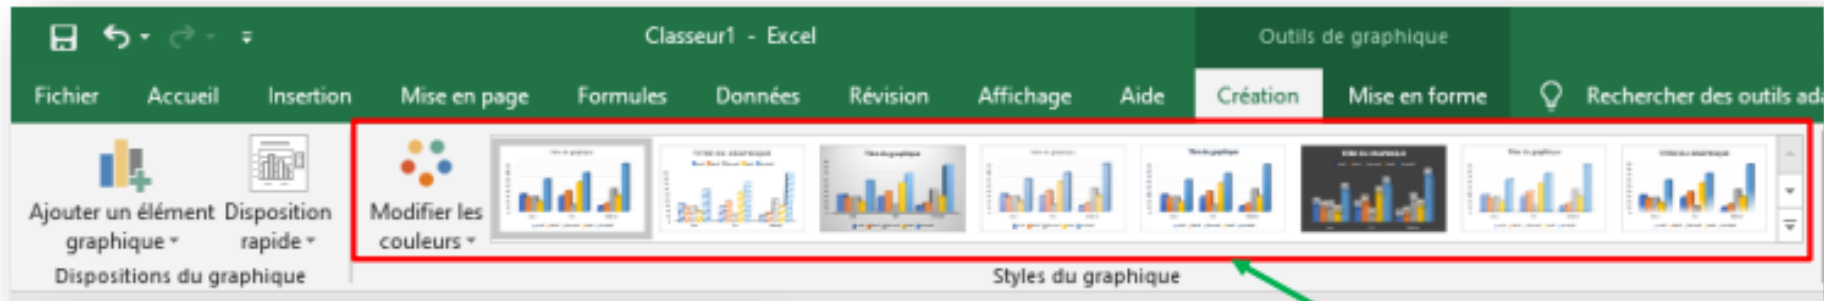 Classeur1 - Excel
Outils de graphique
Fichier Accueil Insertion Mise en page Formules Données Révision Affichage Aide Création Mise en forme Rechercher des outils ada
Ajouter un élément graphique
Disposition rapide
Modifier les couleurs
Dispositions du graphique
Styles du graphique